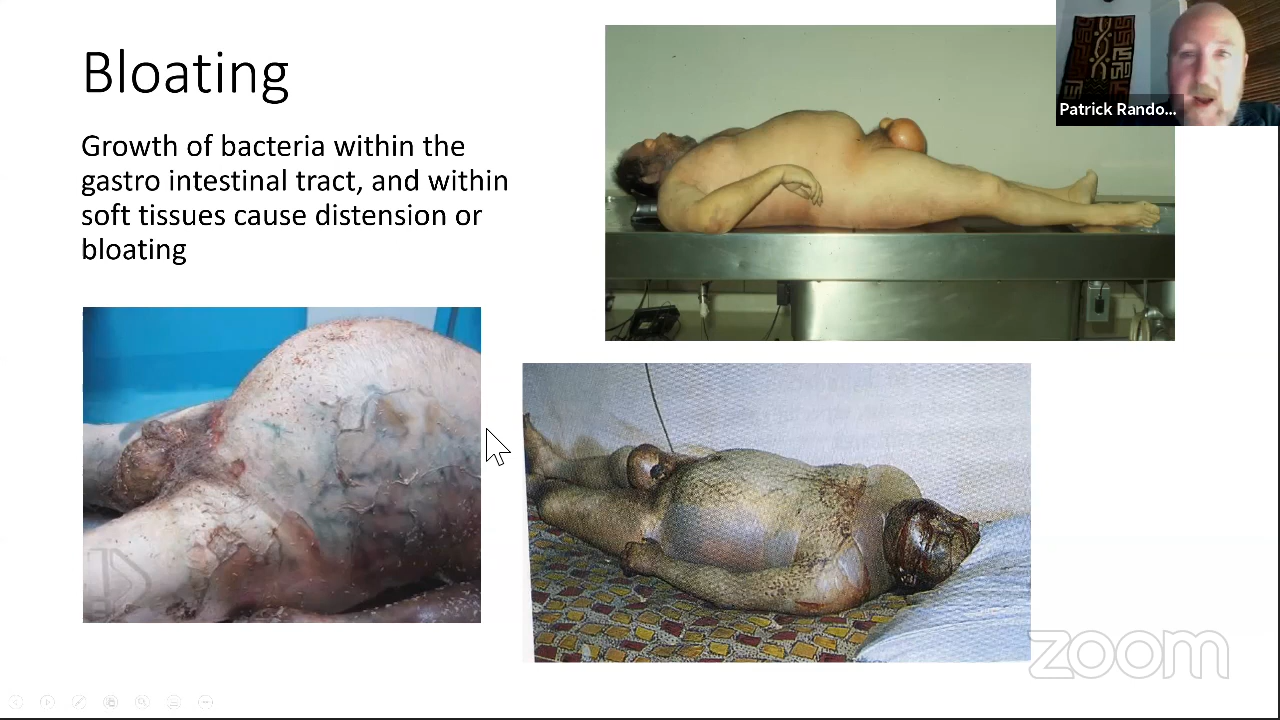 Bloating
Growth of bacteria within the
gastro intestinal tract, and within
soft tissues cause distension or
bloating
Patrick Rando...
zoom